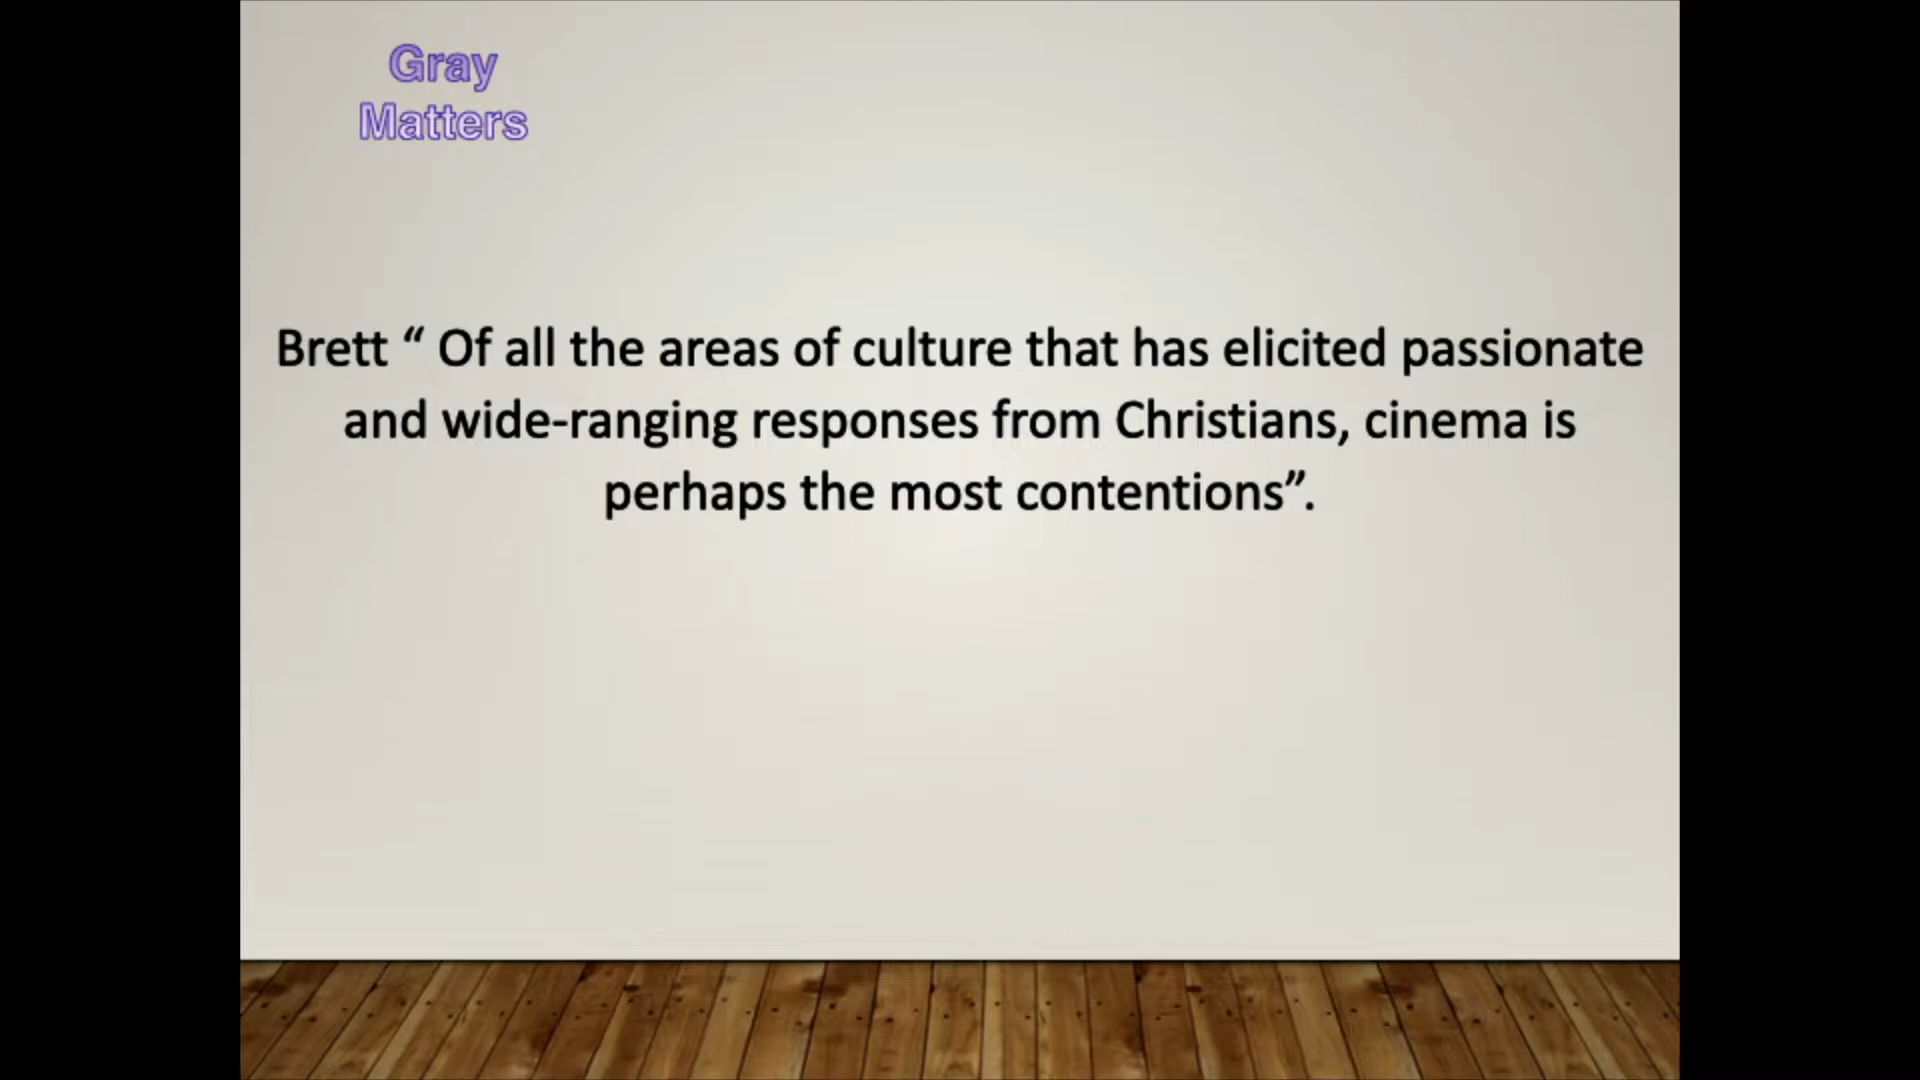 Gray
Matters
Brett “ Of all the areas of culture that has elicited passionate
and wide-ranging responses from Christians, cinema is
perhaps the most contentions”.